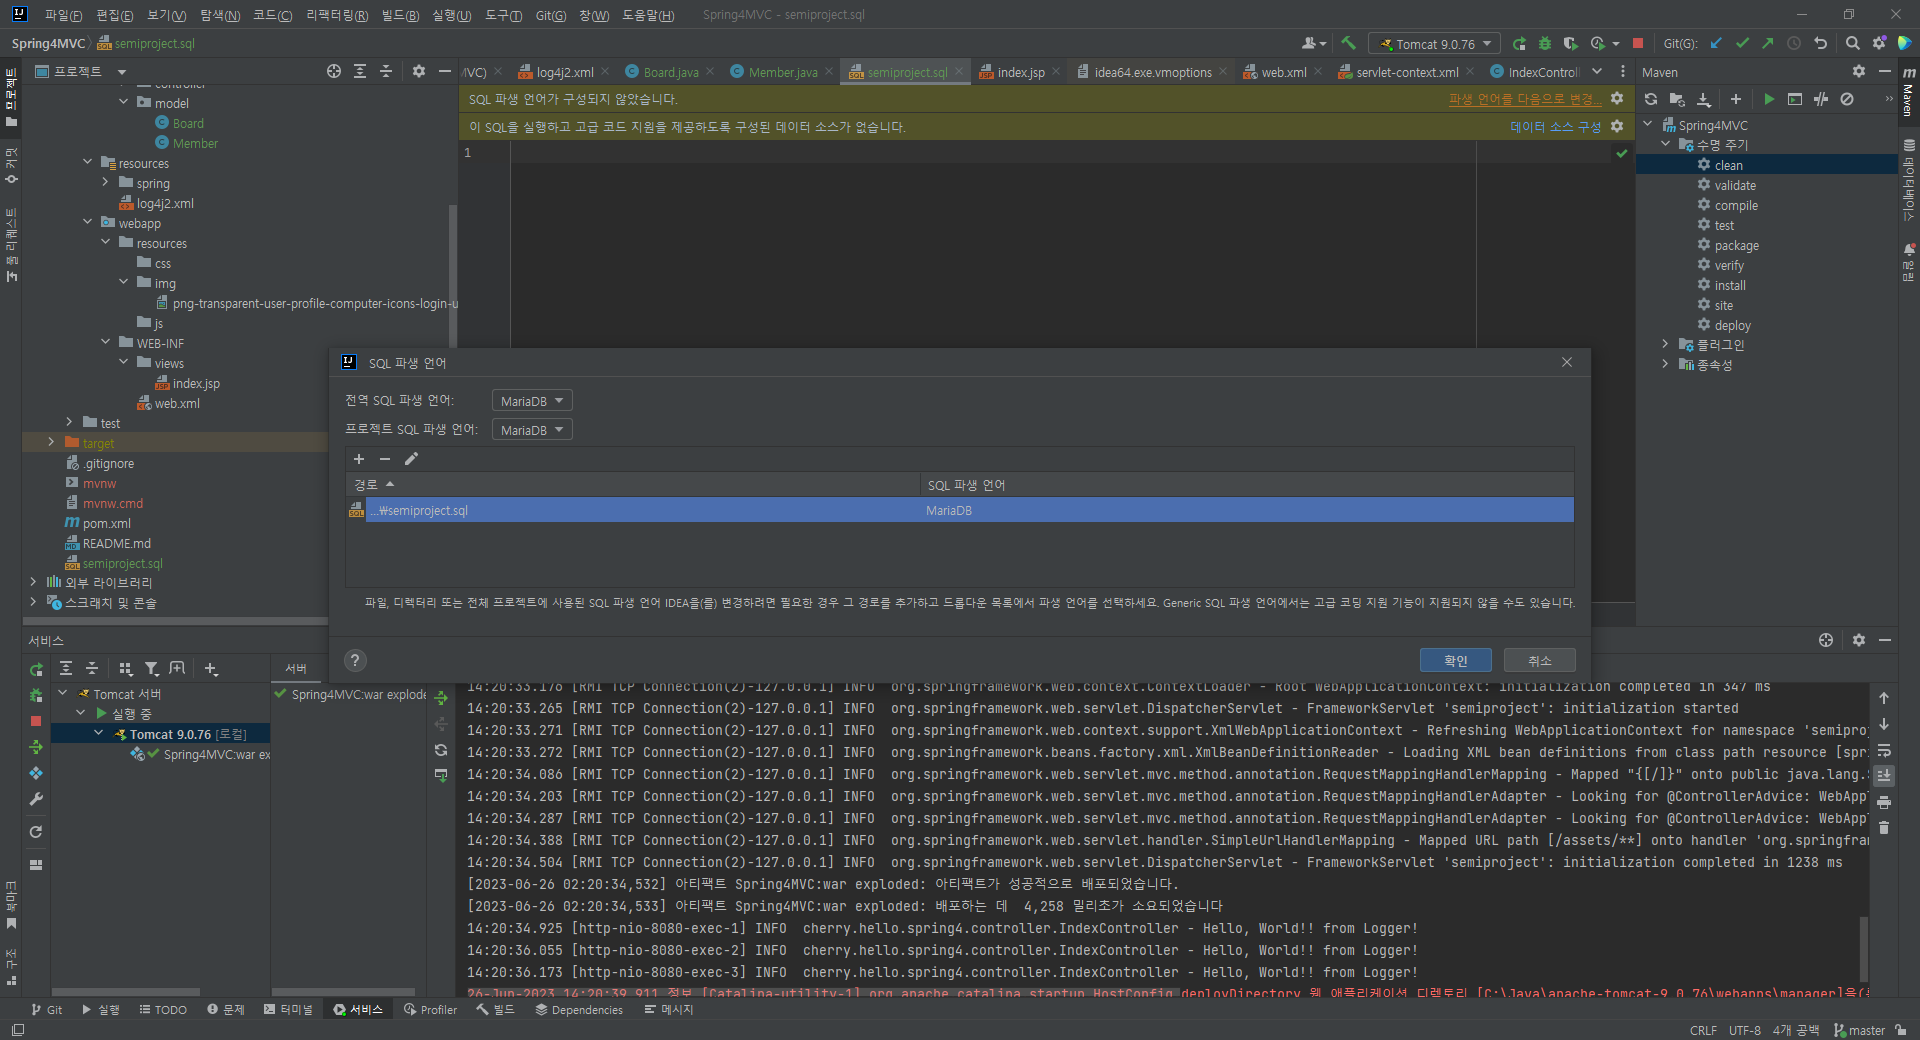 파일(F) 편집(E) 보기(V) 탐색(N) 코드(C) 리팩터링(R) 빌드(B) 실행(U) 도구(T) Git(G) 창(W) 도움말(H) Spring4MVC - semiproject.sql
Spring4MVC semiproject.sql
Tomcat 9.0.76
Git(G):
프로젝트
MVC)
log4j2.xml
Board.java
Member.java
semiproject.sql
index.jsp
idea64.exe.vmoptions
web.xml
servlet-context.xml
Maven
SQL 파생 언어가 구성되지 않았습니다.
파생 언어를 다음으로 변경...
이 SQL을 실행하고 고급 코드 지원을 제공하도록 구성된 데이터 소스가 없습니다.
데이터 소스 구성
1
프로젝트
커밋
풀 리퀘스트
북마크
구조
model
Board
Member
resources
spring
log4j2.xml
webapp
resources
css
img
png-transparent-user-profile-computer-icons-login-u
js
WEB-INF
views
index.jsp
web.xml
test
target
.gitignore
mvnw
mvnw.cmd
pom.xml
README.md
semiproject.sql
외부 라이브러리
스크래치 및 콘솔
Spring4MVC
수명 주기
clean
validate
compile
test
package
verify
install
site
deploy
플러그인
종속성
Maven
데이터베이스
알림
SQL 파생 언어
전역 SQL 파생 언어: MariaDB
프로젝트 SQL 파생 언어: MariaDB
경로 SQL 파생 언어
...₩semiproject.sql MariaDB
파일, 디렉터리 또는 전체 프로젝트에 사용된 SQL 파생 언어 IDEA을(를) 변경하려면 필요한 경우 그 경로를 추가하고 드롭다운 목록에서 파생 언어를 선택하세요. Generic SQL 파생 언어에서는 고급 코딩 지원 기능이 지원되지 않을 수도 있습니다.
?
확인 취소
서비스
Tomcat 서버
실행 중
Tomcat 9.0.76 [로컬]
Spring4MVC:war ex
서버
Spring4MVC:war explode
14:20:33.178 [RMI TCP Connection(2)-127.0.0.1] INFO org.springframework.web.context.ContextLoader - Root WebApplicationContext: initialization completed in 347 ms
14:20:33.265 [RMI TCP Connection(2)-127.0.0.1] INFO org.springframework.web.servlet.DispatcherServlet - FrameworkServlet 'semiproject': initialization started
14:20:33.271 [RMI TCP Connection(2)-127.0.0.1] INFO org.springframework.web.context.support.XmlWebApplicationContext - Refreshing WebApplicationContext for namespace 'semiproj
14:20:33.272 [RMI TCP Connection(2)-127.0.0.1] INFO org.springframework.beans.factory.xml.XmlBeanDefinitionReader - Loading XML bean definitions from class path resource [spr
14:20:34.086 [RMI TCP Connection(2)-127.0.0.1] INFO org.springframework.web.servlet.mvc.method.annotation.RequestMappingHandlerMapping - Mapped "{[/]}" onto public java.lang.
14:20:34.203 [RMI TCP Connection(2)-127.0.0.1] INFO org.springframework.web.servlet.mvc.method.annotation.RequestMappingHandlerAdapter - Looking for @ControllerAdvice: WebApp
14:20:34.287 [RMI TCP Connection(2)-127.0.0.1] INFO org.springframework.web.servlet.mvc.method.annotation.RequestMappingHandlerAdapter - Looking for @ControllerAdvice: WebApp
14:20:34.388 [RMI TCP Connection(2)-127.0.0.1] INFO org.springframework.web.servlet.handler.SimpleUrlHandlerMapping - Mapped URL path [/assets/**] onto handler 'org.springfra
14:20:34.504 [RMI TCP Connection(2)-127.0.0.1] INFO org.springframework.web.servlet.DispatcherServlet - FrameworkServlet 'semiproject': initialization completed in 1238 ms
[2023-06-26 02:20:34,532] 아티팩트 Spring4MVC:war exploded: 아티팩트가 성공적으로 배포되었습니다.
[2023-06-26 02:20:34,533] 아티팩트 Spring4MVC:war exploded: 배포하는 데 4,258 밀리초가 소요되었습니다
14:20:34.925 [http-nio-8080-exec-1] INFO cherry.hello.spring4.controller.IndexController - Hello, World!! from Logger!
14:20:36.055 [http-nio-8080-exec-2] INFO cherry.hello.spring4.controller.IndexController - Hello, World!! from Logger!
14:20:36.173 [http-nio-8080-exec-3] INFO cherry.hello.spring4.controller.IndexController - Hello, World!! from Logger!
26-Jun-2023 14:20:39.911 정보 [Catalina-utility-1] org.apache.catalina.startup.HostConfig.deployDirectory 웹 애플리케이션 디렉토리 [C:\Java\apache-tomcat-9.0.76\webapps\manager]을(를
Git 실행 TODO 문제 터미널 서비스 Profiler 빌드 Dependencies 메시지
CRLF UTF-8 4개 공백 master